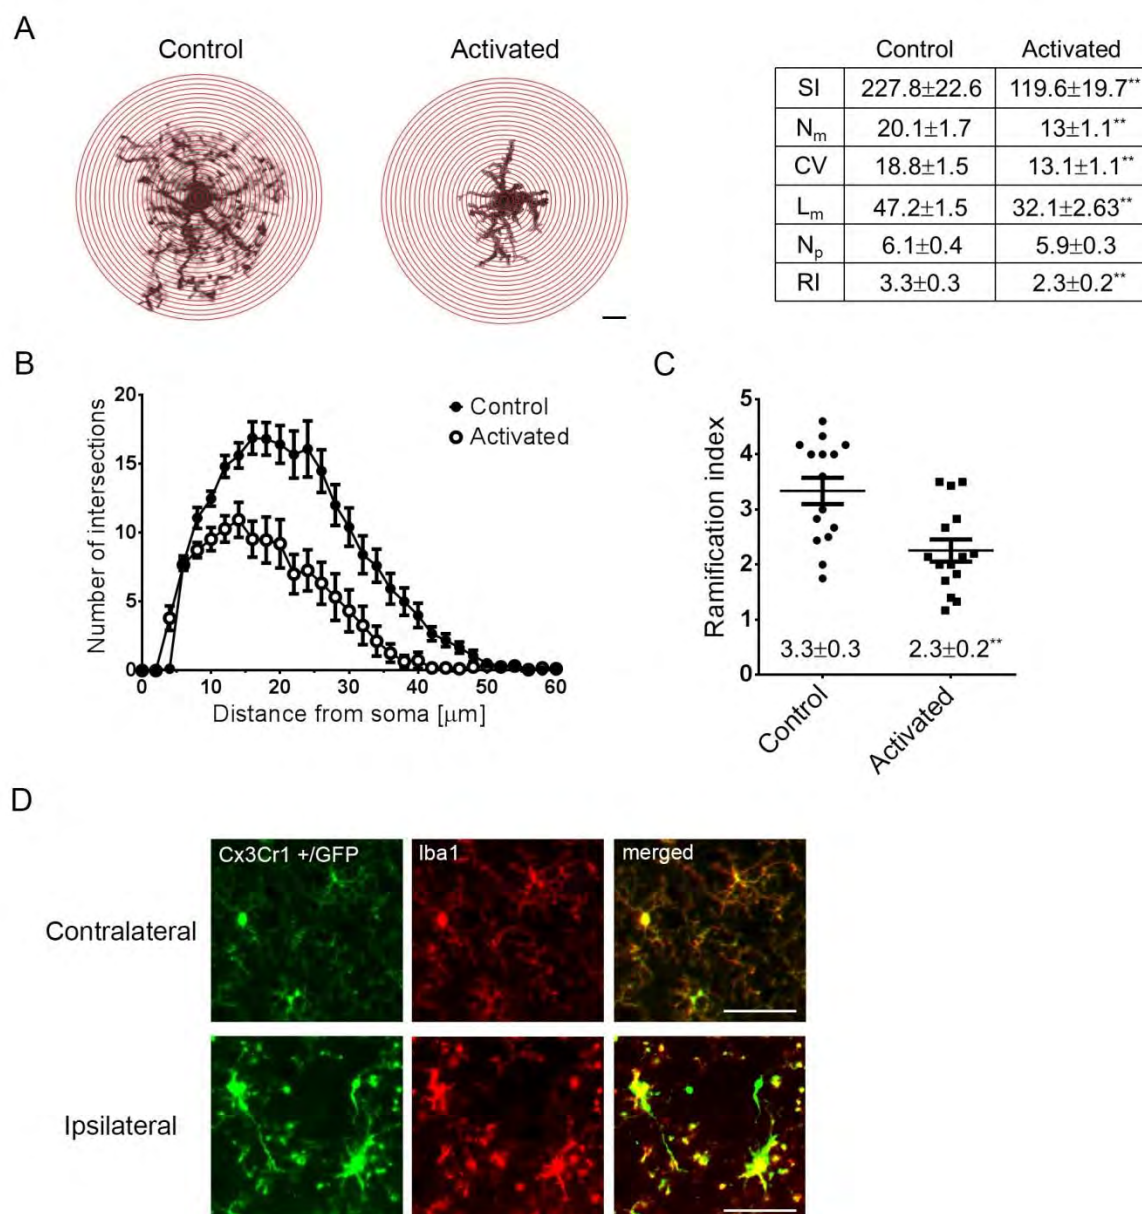 A
Control Activated
Control Activated
SI 227.8±22.6 119.6±19.7**
Nm 20.1±1.7 13±1.1**
CV 18.8±1.5 13.1±1.1**
Lm 47.2±1.5 32.1±2.63**
Np 6.1±0.4 5.9±0.3
RI 3.3±0.3 2.3±0.2**
B
Number of intersections
20
15
10
5
0
0 10 20 30 40 50 60
Distance from soma [μm]
Control
Activated
C
Ramification index
5
4
3
2
1
0
3.3±0.3 2.3±0.2**
Control Activated
D
Cx3Cr1 +/GFP Iba1 merged
Contralateral
Ipsilateral